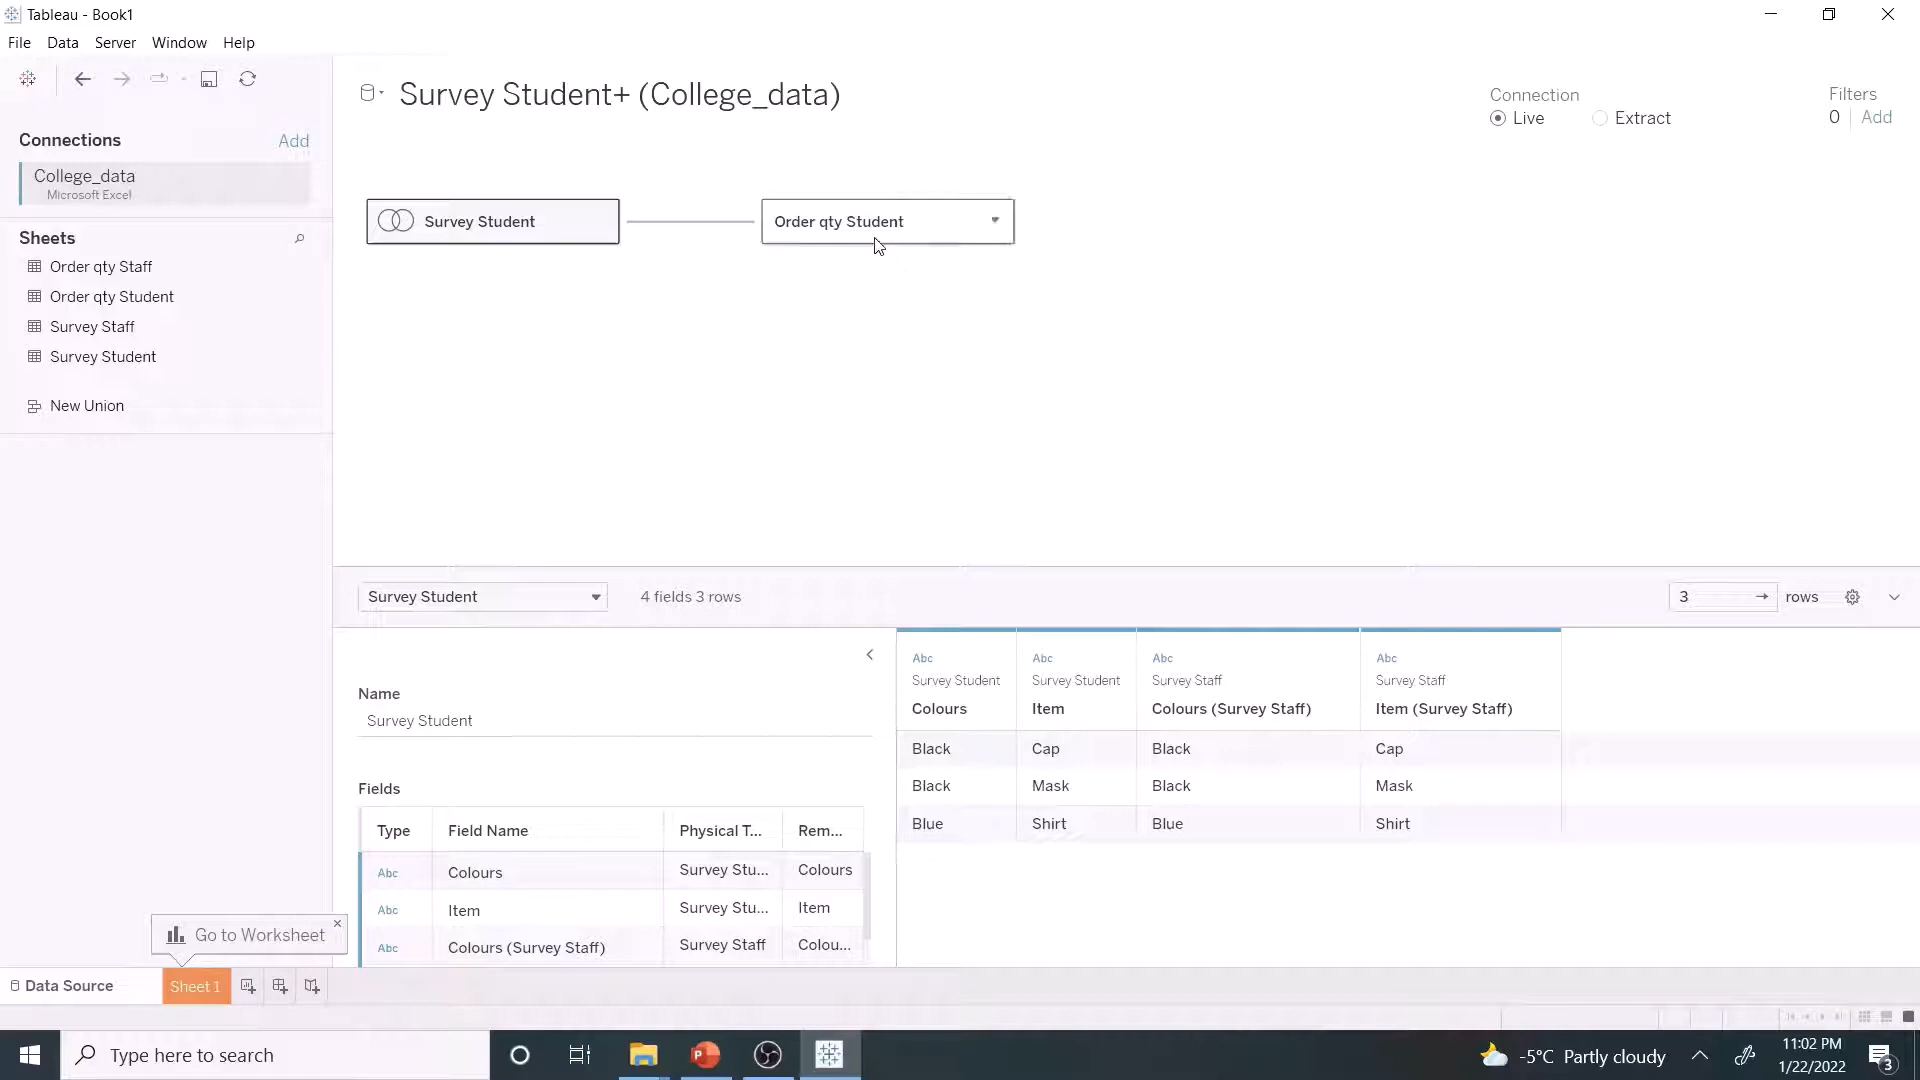 Tableau - Book1
File Data Server Window Help
Connections Add
College_data
Microsoft Excel
Sheets
Order qty Staff
Order qty Student
Survey Staff
Survey Student
New Union
Survey Student+ (College_data)
Connection
Live Extract
Filters
0 Add
Survey Student
Order qty Student
Survey Student 4 fields 3 rows
3 → rows
Name
Survey Student
Fields
Type Field Name Physical T... Rem...
Abc Colours Survey Stu... Colours
Abc Item Survey Stu... Item
Abc Colours (Survey Staff) Survey Staff Colou...
Abc Abc Abc Abc
Survey Student Survey Student Survey Staff Survey Staff
Colours Item Colours (Survey Staff) Item (Survey Staff)
Black Cap Black Cap
Black Mask Black Mask
Blue Shirt Blue Shirt
Go to Worksheet
Data Source Sheet 1
Type here to search
-5°C Partly cloudy
11:02 PM
1/22/2022
3